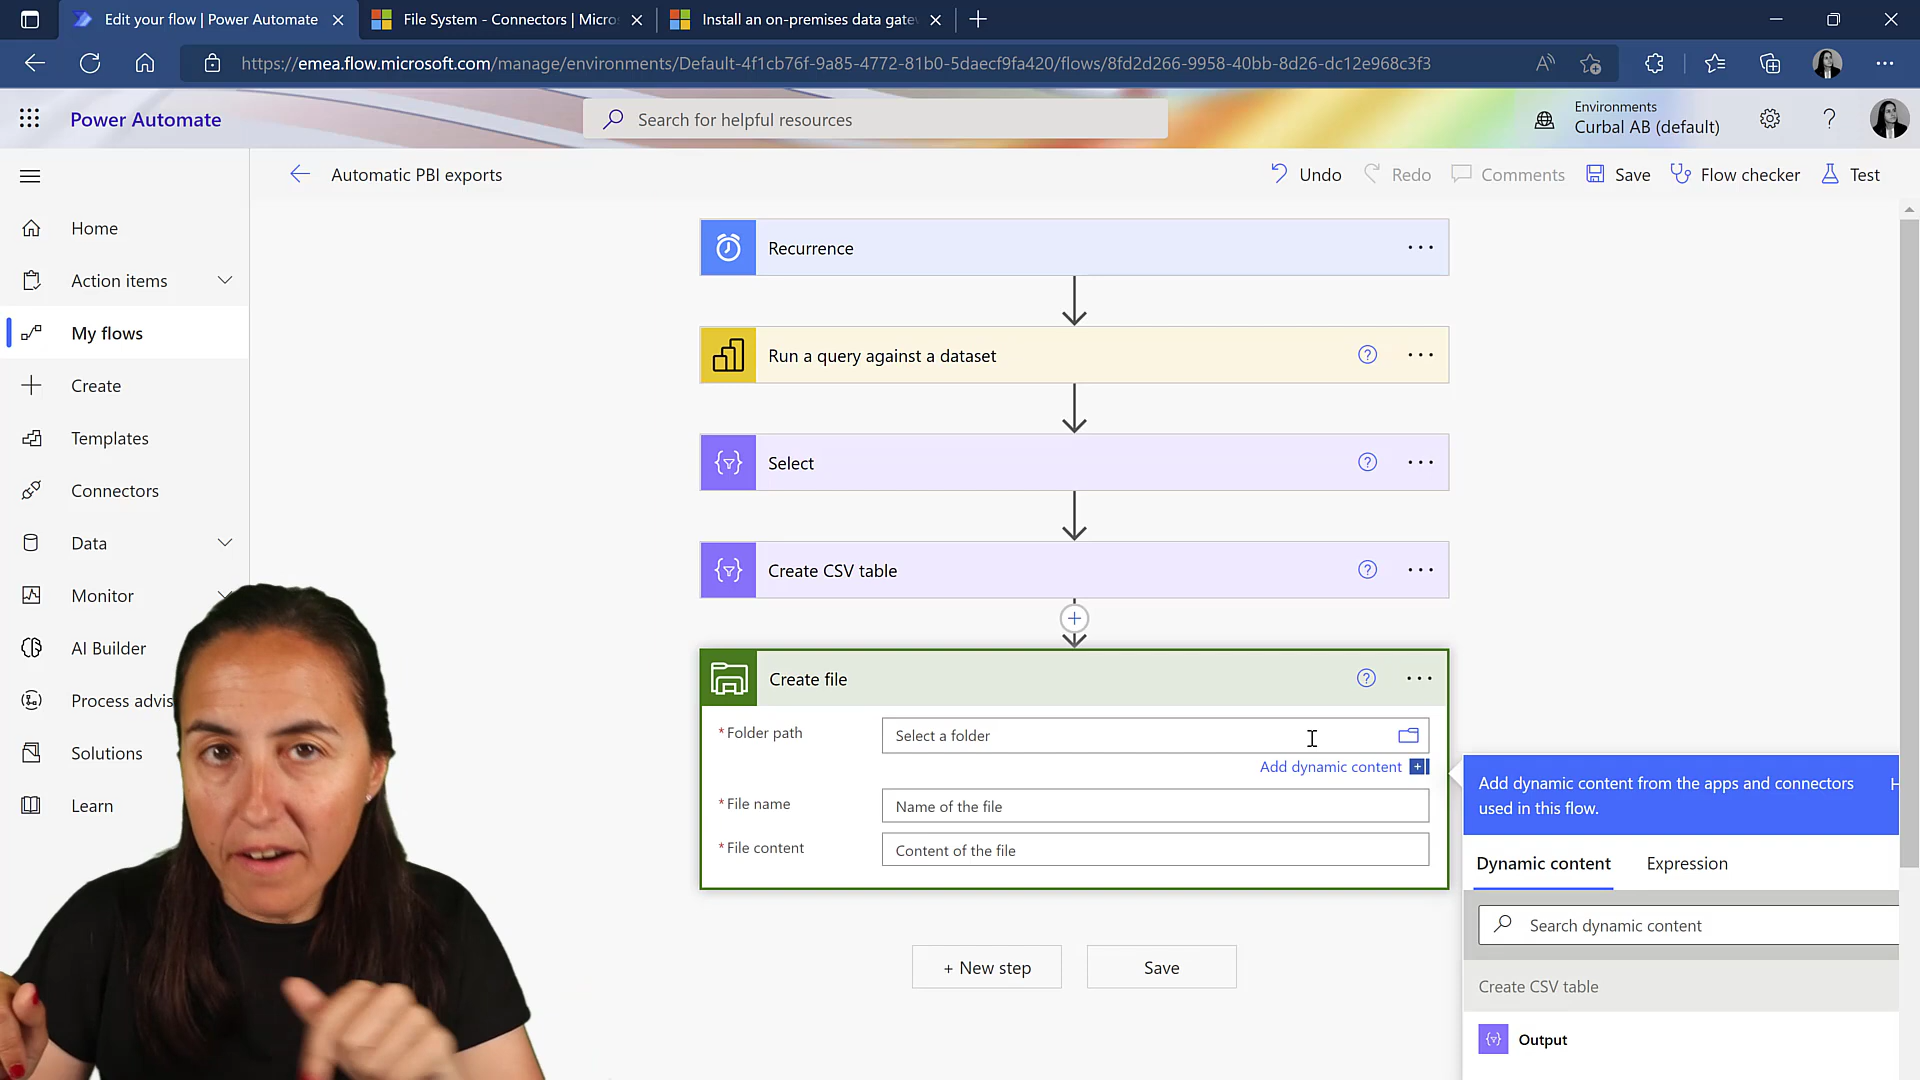 Edit your flow | Power Automate
File System - Connectors | Micros
Install an on-premises data gatew
https://emea.flow.microsoft.com/manage/environments/Default-4f1cb76f-9a85-4772-81b0-5daecf9fa420/flows/8fd2d266-9958-40bb-8d26-dc12e968c3f3
Power Automate
Search for helpful resources
Environments
Curbal AB (default)
Automatic PBI exports
Undo
Redo
Comments
Save
Flow checker
Test
Home
Action items
My flows
Create
Templates
Connectors
Data
Monitor
AI Builder
Process advis
Solutions
Learn
Recurrence
Run a query against a dataset
Select
Create CSV table
Create file
* Folder path
Select a folder
Add dynamic content
* File name
Name of the file
* File content
Content of the file
+ New step
Save
Add dynamic content from the apps and connectors
used in this flow.
H
Dynamic content
Expression
Search dynamic content
Create CSV table
Output